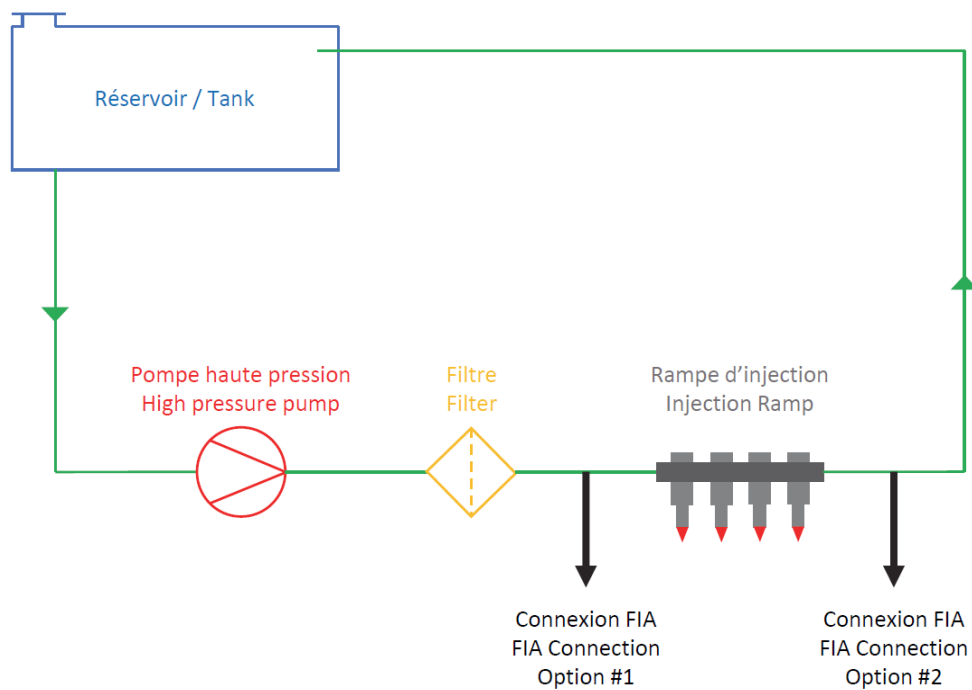 Réservoir / Tank
Pompe haute pression
High pressure pump
Filtre
Filter
Rampe d’injection
Injection Ramp
Connexion FIA
FIA Connection
Option #1
Connexion FIA
FIA Connection
Option #2